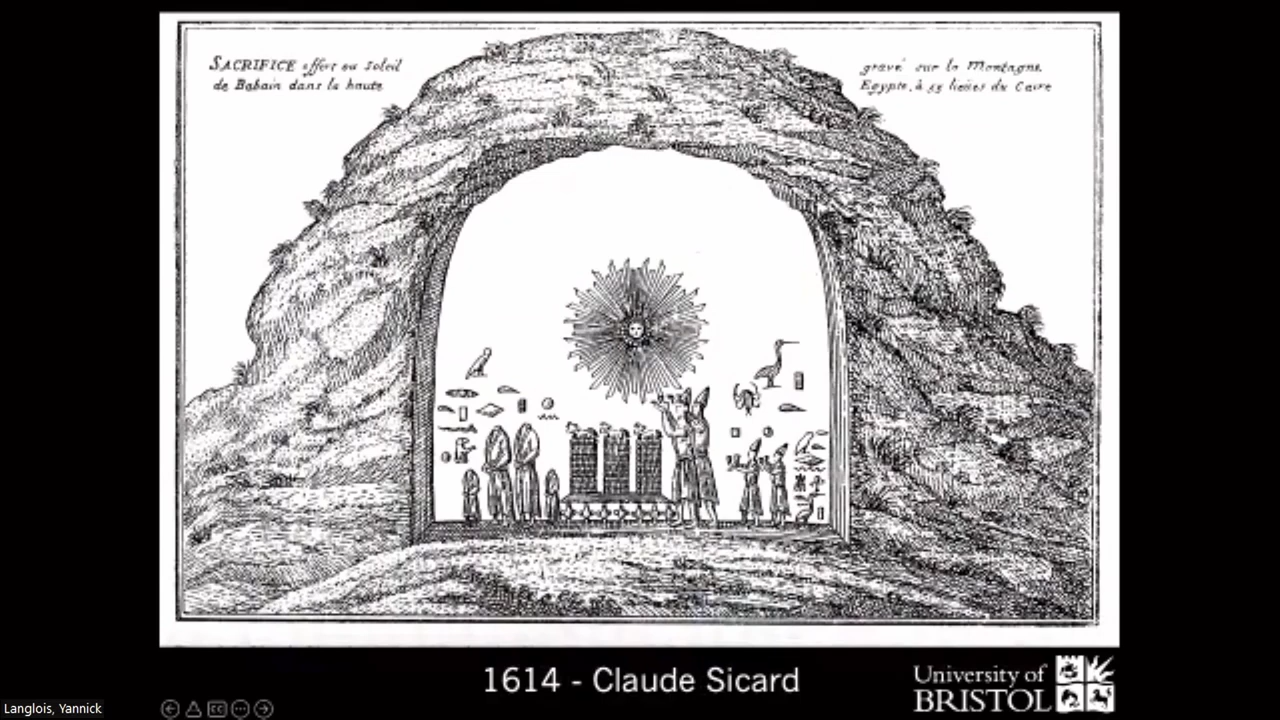 SACRIFICE offert au Soleil
de Babain dans la haute
gravé sur la Montagne
Egypte, à 55 lieües du Caire
1614 - Claude Sicard
University of
BRISTOL
Langlois, Yannick